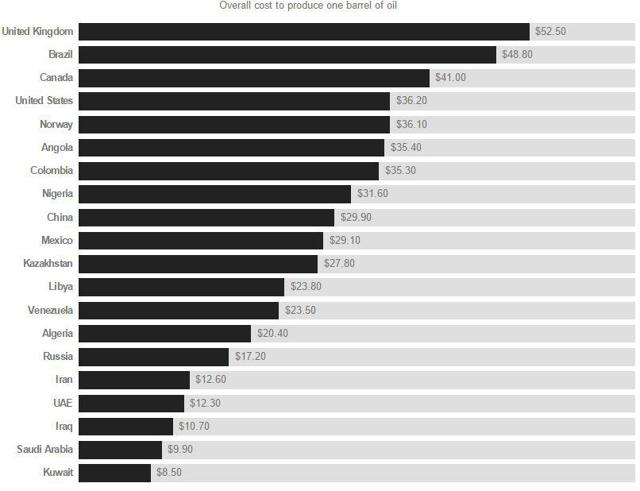 Overall cost to produce one barrel of oil
United Kingdom $52.50
Brazil $48.80
Canada $41.00
United States $36.20
Norway $36.10
Angola $35.40
Colombia $35.30
Nigeria $31.60
China $29.90
Mexico $29.10
Kazakhstan $27.80
Libya $23.80
Venezuela $23.50
Algeria $20.40
Russia $17.20
Iran $12.60
UAE $12.30
Iraq $10.70
Saudi Arabia $9.90
Kuwait $8.50